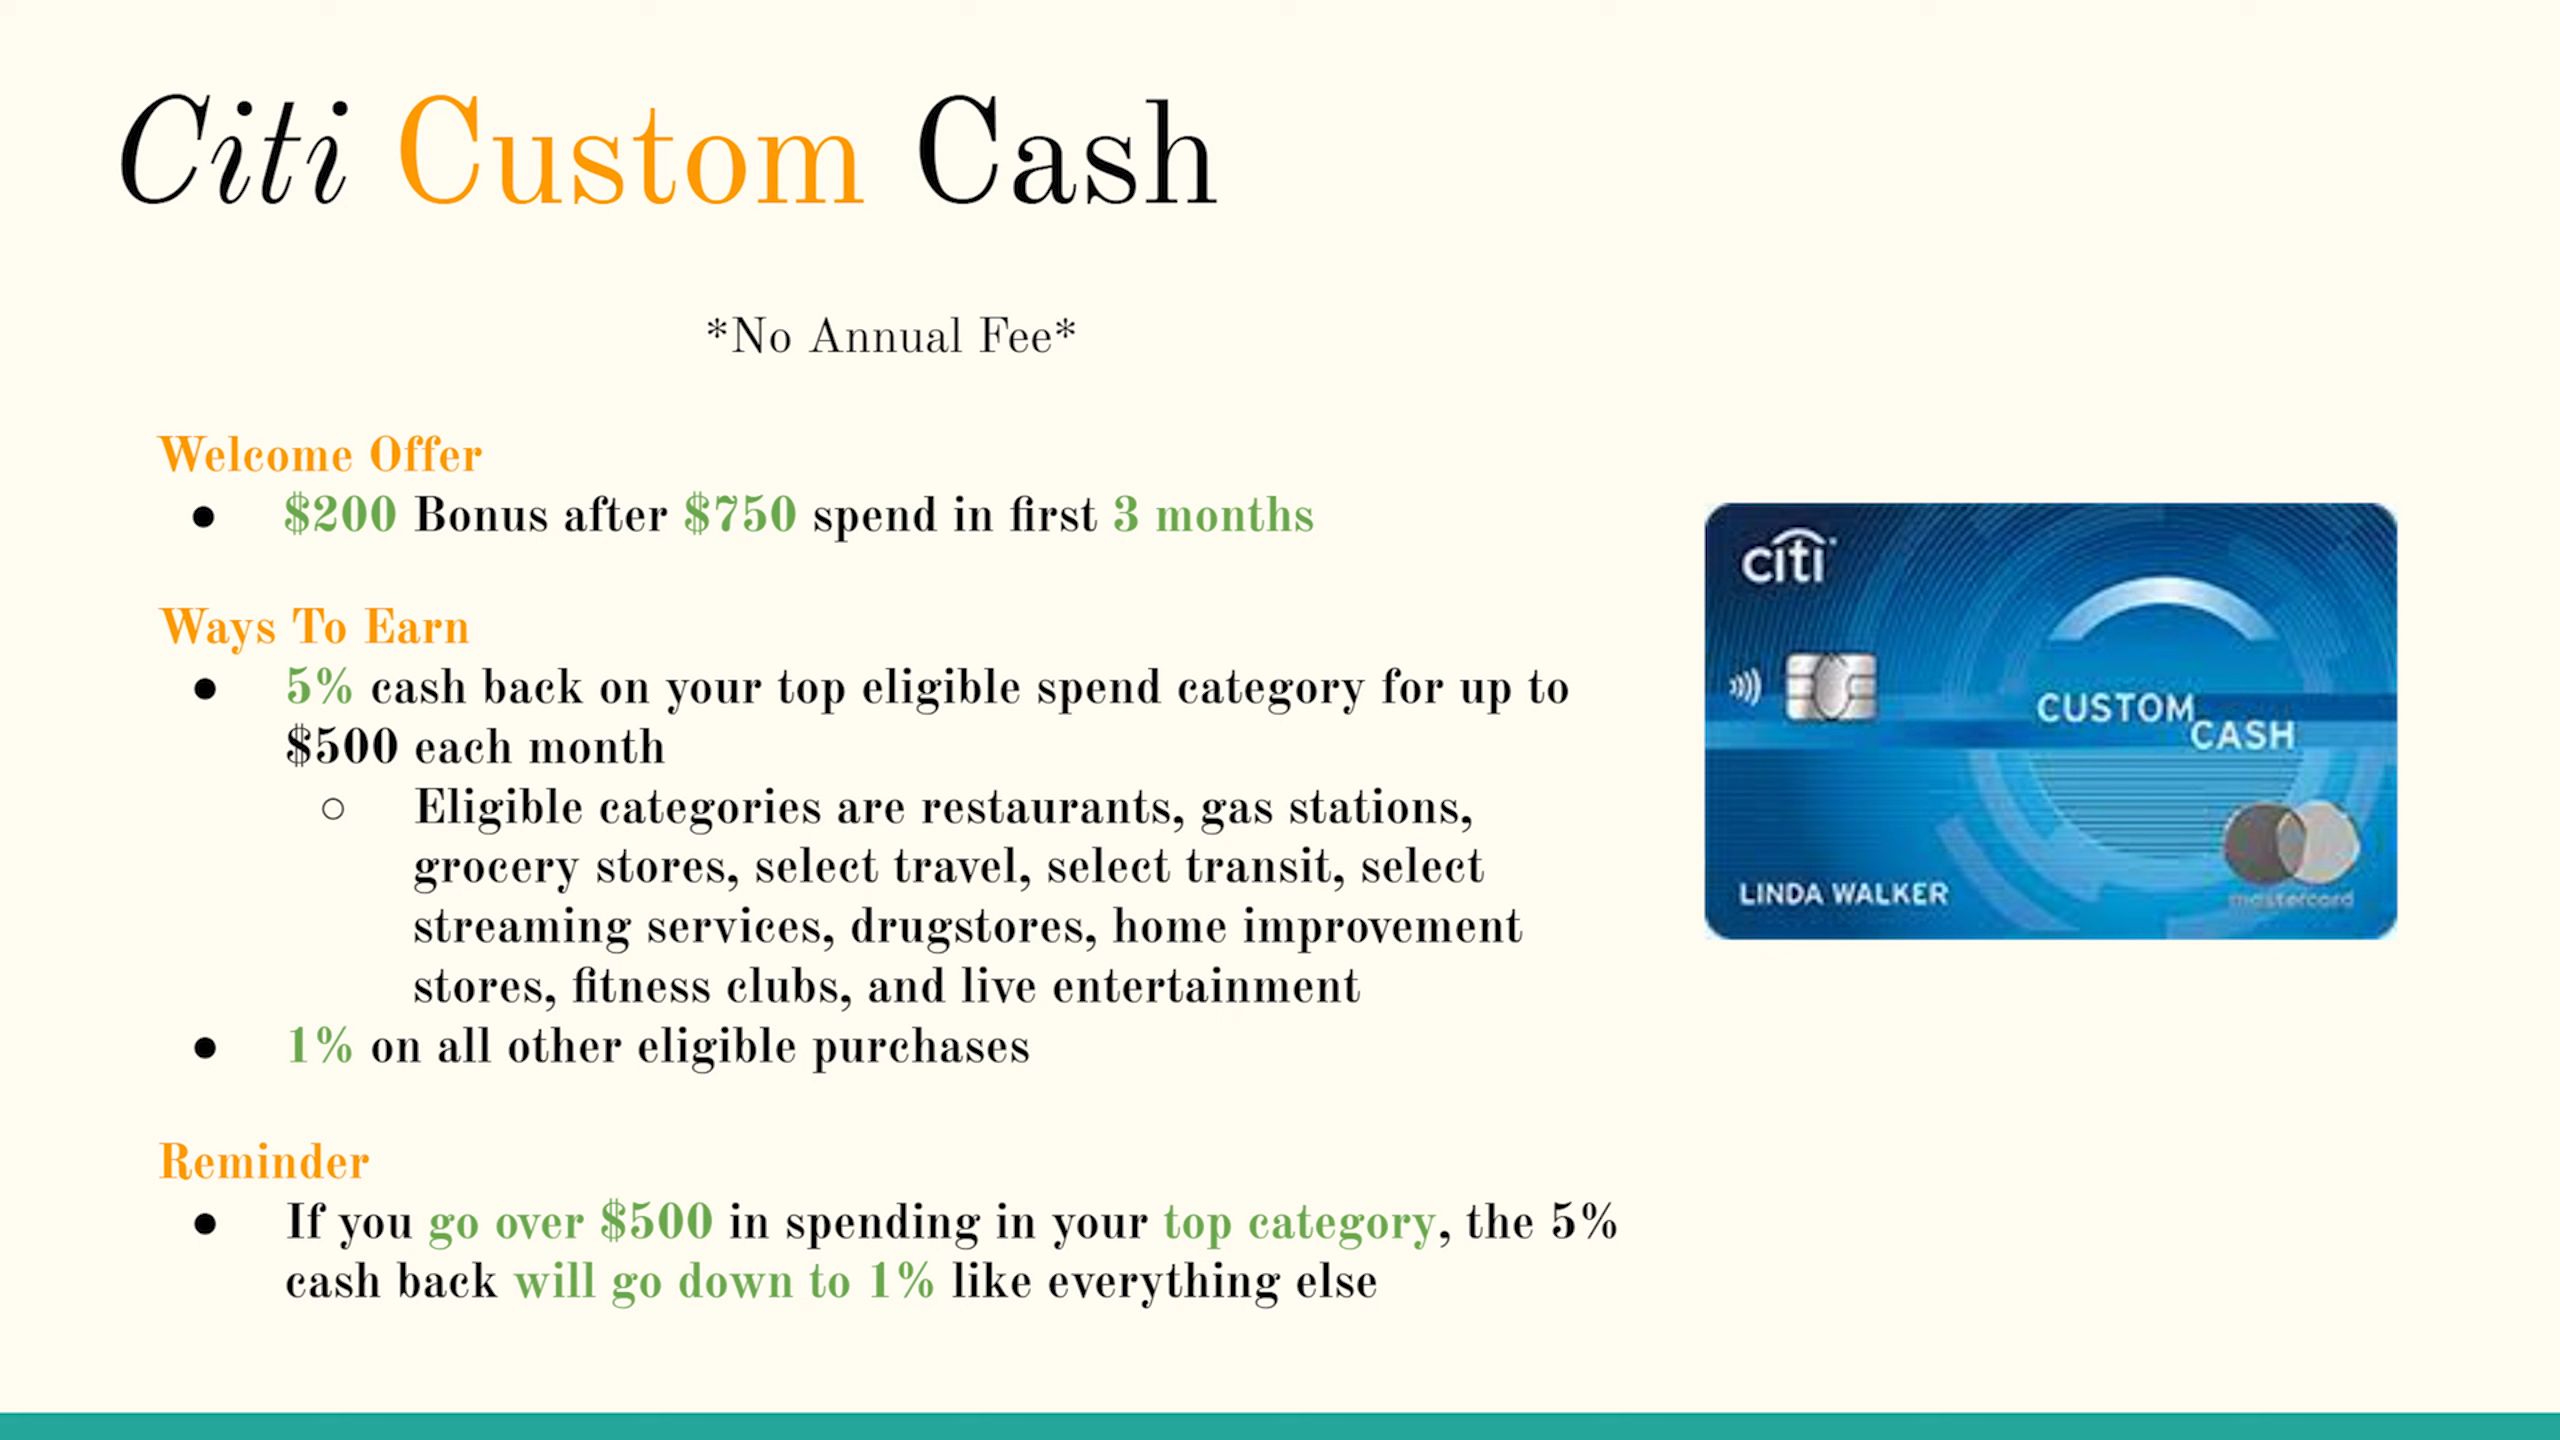 Citi Custom Cash
*No Annual Fee*
Welcome Offer
● $200 Bonus after $750 spend in first 3 months
Ways To Earn
● 5% cash back on your top eligible spend category for up to
$500 each month
○ Eligible categories are restaurants, gas stations,
grocery stores, select travel, select transit, select
streaming services, drugstores, home improvement
stores, fitness clubs, and live entertainment
● 1% on all other eligible purchases
Reminder
● If you go over $500 in spending in your top category, the 5%
cash back will go down to 1% like everything else
citi
CUSTOM
CASH
LINDA WALKER
mastercard